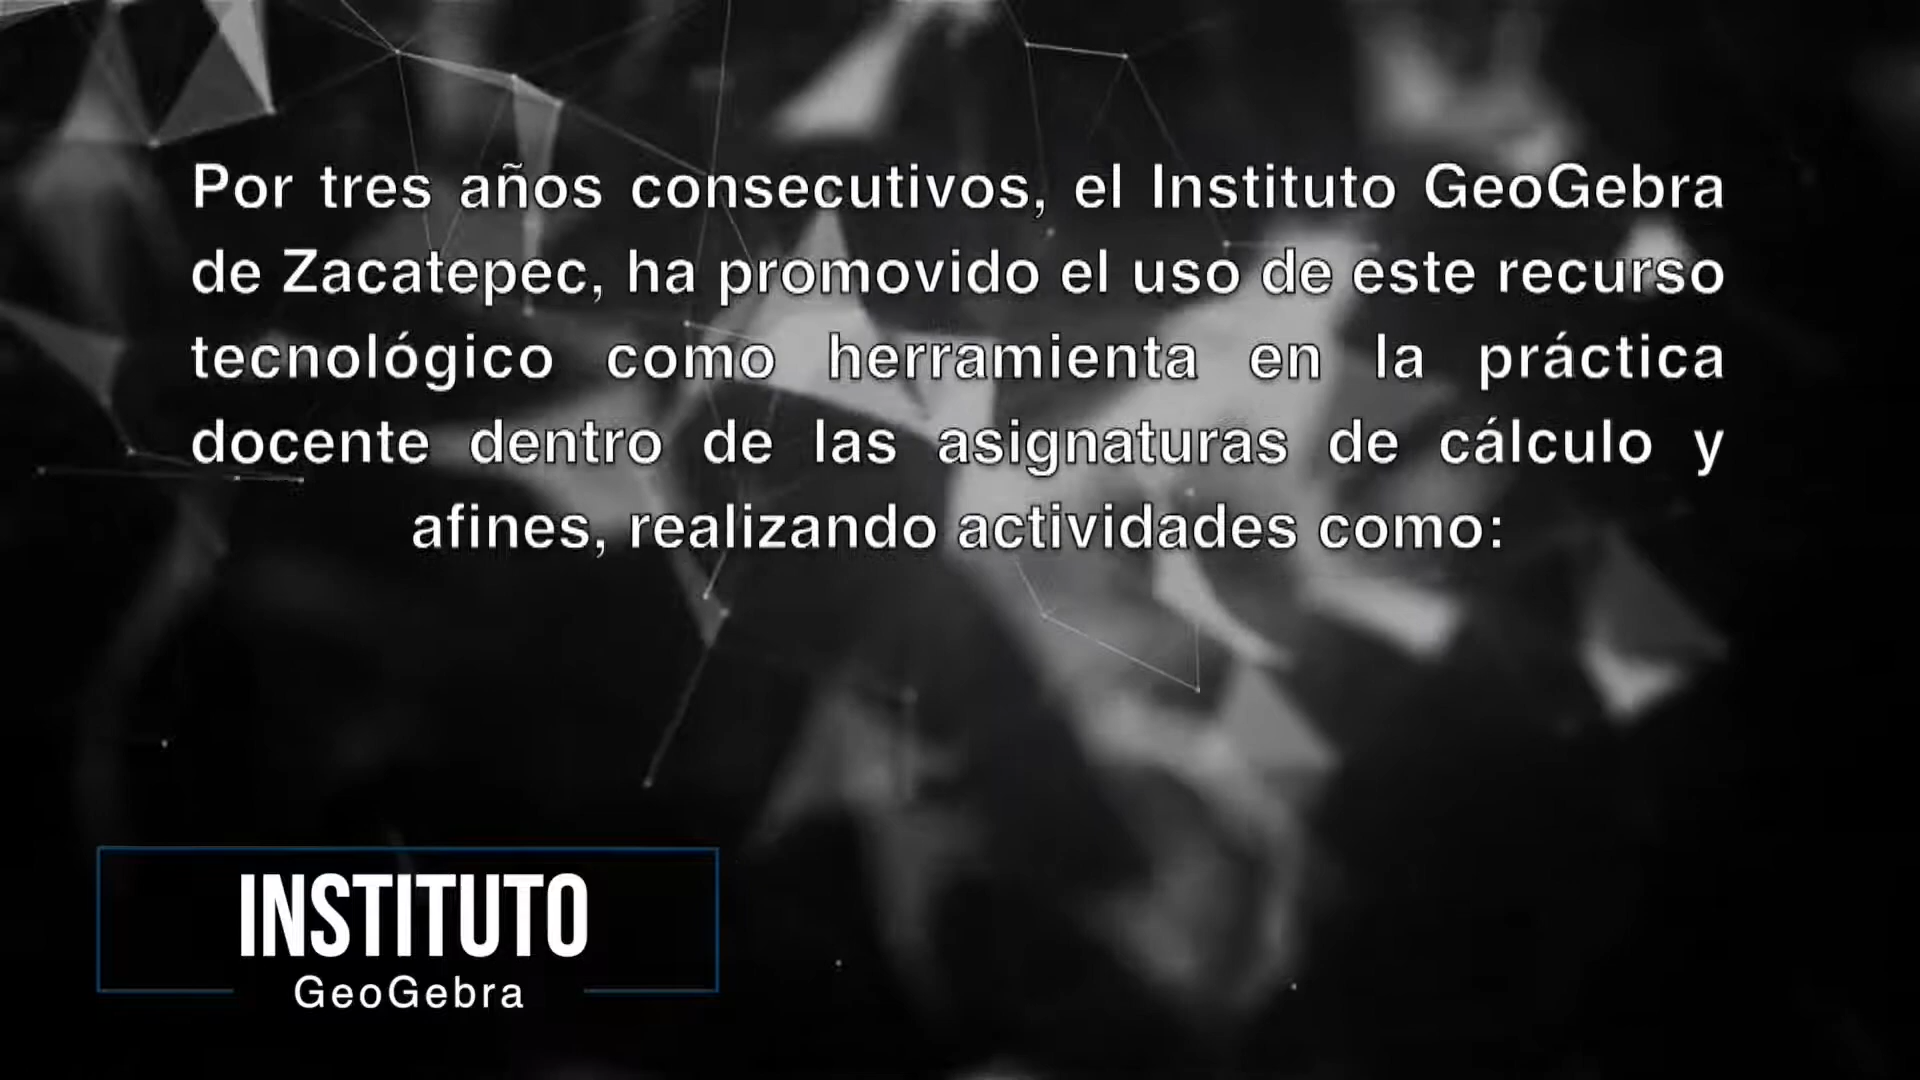 Por tres años consecutivos, el Instituto GeoGebra
de Zacatepec, ha promovido el uso de este recurso
tecnológico como herramienta en la práctica
docente dentro de las asignaturas de cálculo y
afines, realizando actividades como:
INSTITUTO
GeoGebra